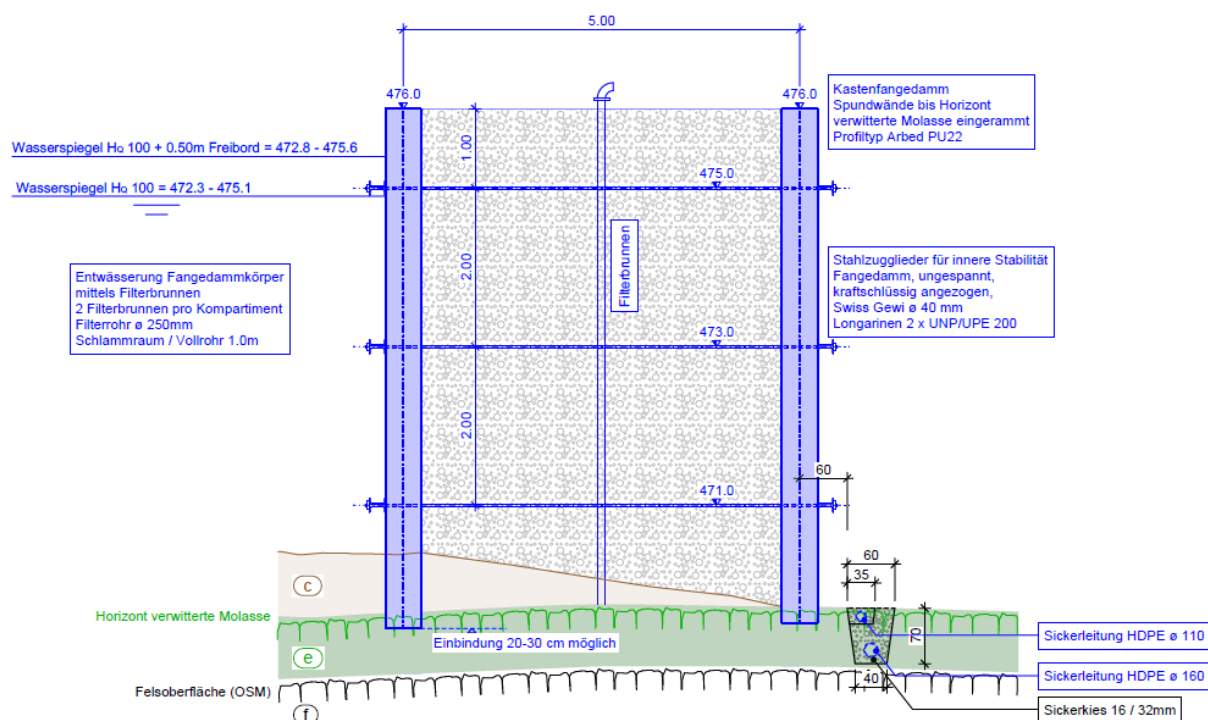 5.00
476.0
476.0
Kastenfangedamm
Spundwände bis Horizont
verwitterte Molasse eingerammt
Profiltyp Arbed PU22
Wasserspiegel HQ 100 + 0.50m Freibord = 472.8 - 475.6
1.00
Wasserspiegel HQ 100 = 472.3 - 475.1
475.0
Filterbrunnen
2.00
Entwässerung Fangedammkörper
mittels Filterbrunnen
2 Filterbrunnen pro Kompartiment
Filterrohr ø 250mm
Schlammraum / Vollrohr 1.0m
Stahlzugglieder für innere Stabilität
Fangedamm, ungespannt,
kraftschlüssig angezogen,
Swiss Gewi ø 40 mm
Longarinen 2 x UNP/UPE 200
473.0
2.00
60
471.0
60
35
c
Horizont verwitterte Molasse
Einbindung 20-30 cm möglich
70
Sickerleitung HDPE ø 110
e
Sickerleitung HDPE ø 160
40
Felsoberfläche (OSM)
Sickerkies 16 / 32mm
f